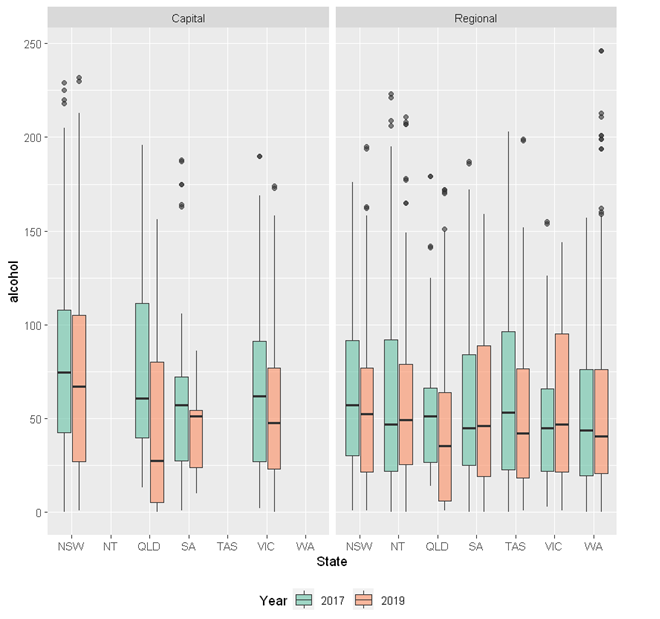 Capital Regional
250
200
150
100
50
0
alcohol
NSW NT QLD SA TAS VIC WA NSW NT QLD SA TAS VIC WA
State
Year 2017 2019